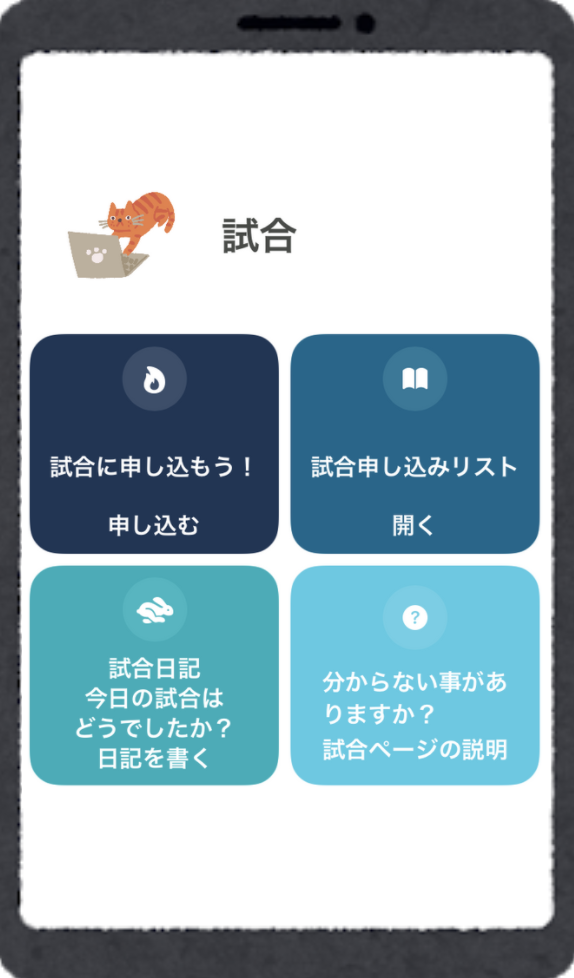 試合
試合に申し込もう！
申し込む
試合申し込みリスト
開く
試合日記
今日の試合は
どうでしたか？
日記を書く
?
分からない事があ
りますか？
試合ページの説明